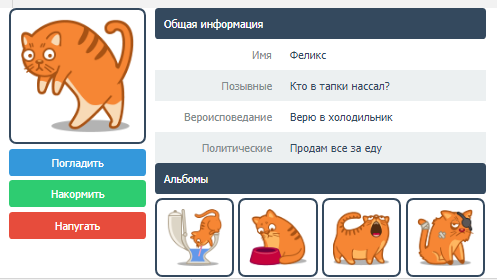 Общая информация
Имя Феликс
Позывные Кто в тапки нассал?
Вероисповедание Верю в холодильник
Политические Продам все за еду
Погладить
Накормить
Напугать
Альбомы